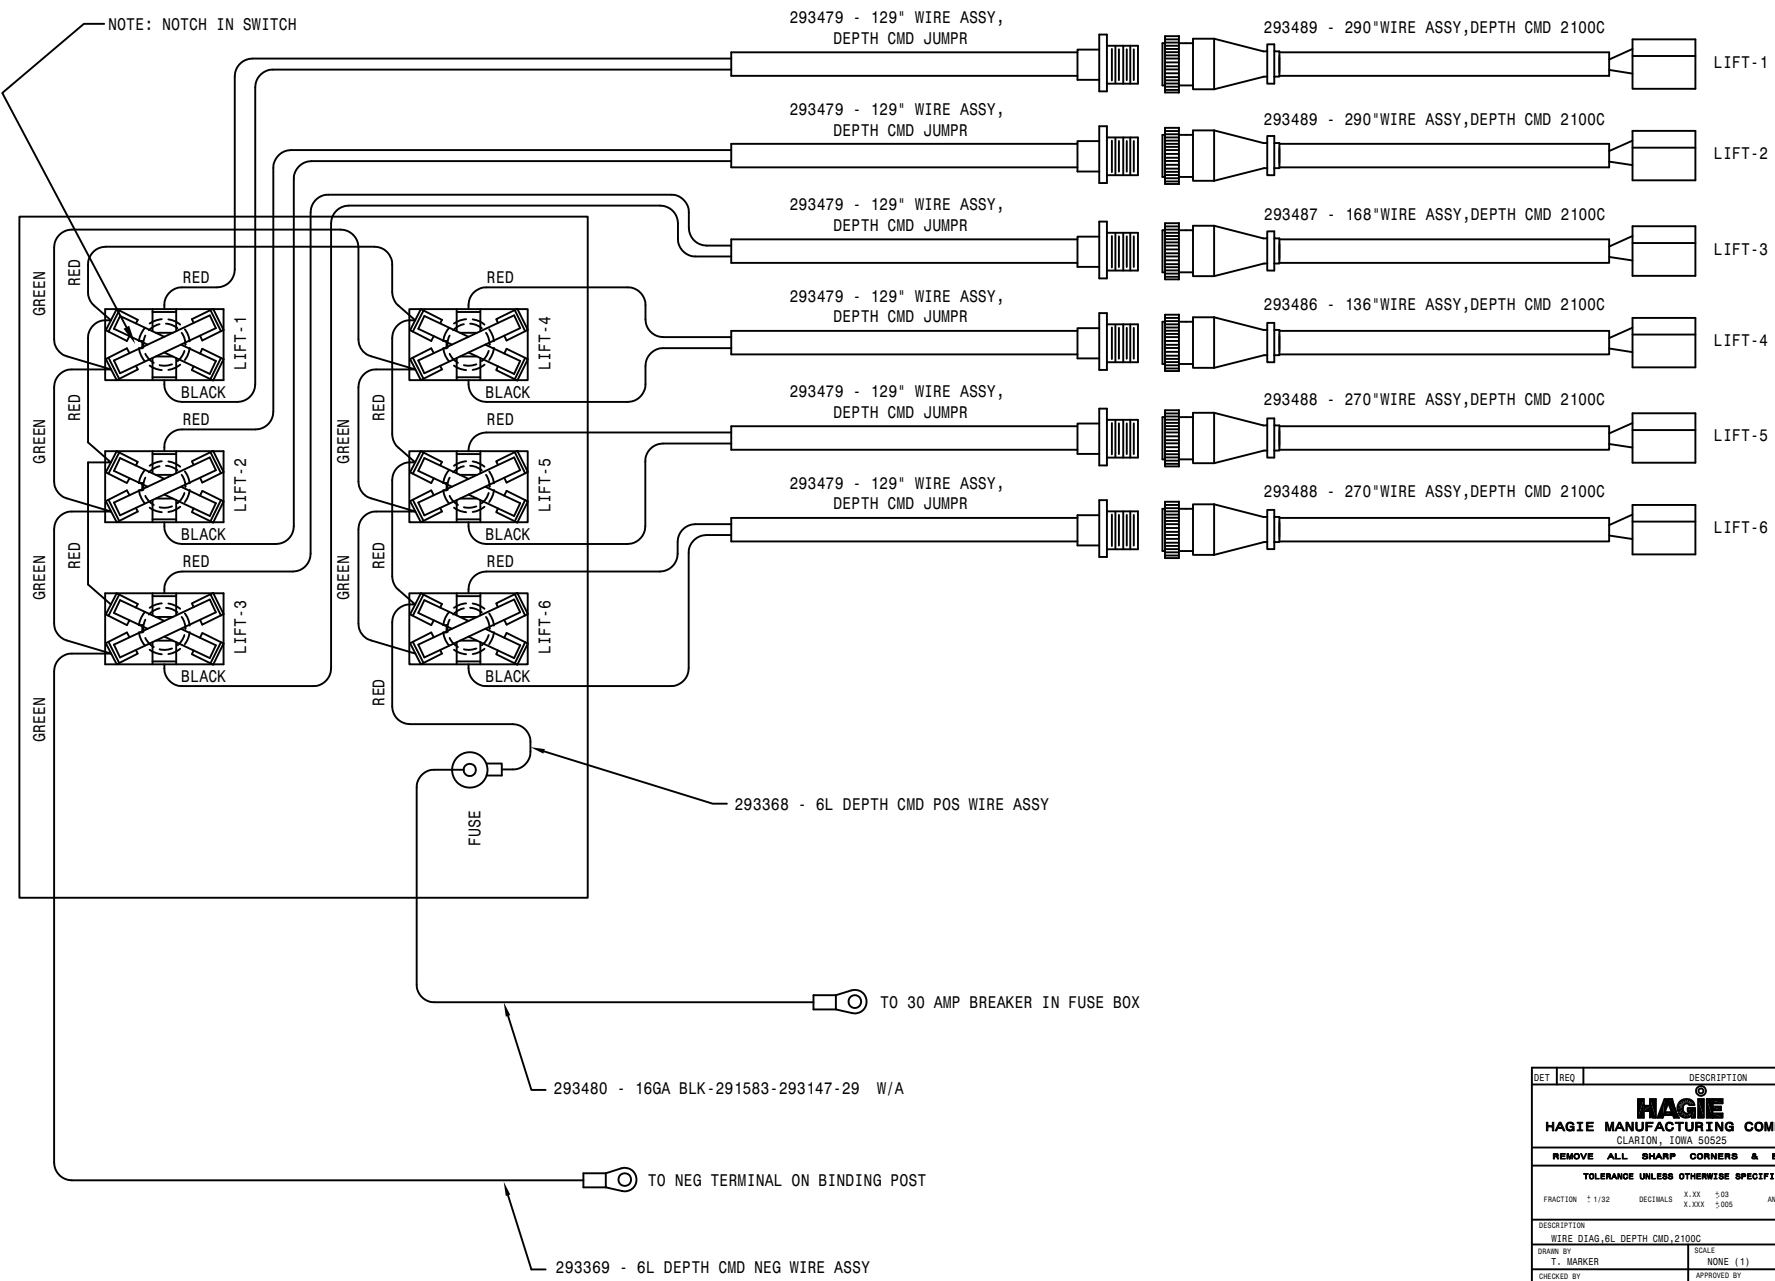 NOTE: NOTCH IN SWITCH
293479 - 129" WIRE ASSY,
DEPTH CMD JUMPR
293489 - 290"WIRE ASSY,DEPTH CMD 2100C
LIFT-1
293479 - 129" WIRE ASSY,
DEPTH CMD JUMPR
293489 - 290"WIRE ASSY,DEPTH CMD 2100C
LIFT-2
293479 - 129" WIRE ASSY,
DEPTH CMD JUMPR
293487 - 168"WIRE ASSY,DEPTH CMD 2100C
LIFT-3
293479 - 129" WIRE ASSY,
DEPTH CMD JUMPR
293486 - 136"WIRE ASSY,DEPTH CMD 2100C
LIFT-4
293479 - 129" WIRE ASSY,
DEPTH CMD JUMPR
293488 - 270"WIRE ASSY,DEPTH CMD 2100C
LIFT-5
293479 - 129" WIRE ASSY,
DEPTH CMD JUMPR
293488 - 270"WIRE ASSY,DEPTH CMD 2100C
LIFT-6
GREEN
RED
RED
LIFT-1
BLACK
RED
LIFT-4
BLACK
GREEN
RED
RED
LIFT-2
BLACK
GREEN
RED
RED
LIFT-5
BLACK
GREEN
RED
RED
LIFT-3
BLACK
GREEN
RED
RED
LIFT-6
BLACK
GREEN
RED
FUSE
293368 - 6L DEPTH CMD POS WIRE ASSY
TO 30 AMP BREAKER IN FUSE BOX
293480 - 16GA BLK-291583-293147-29 W/A
TO NEG TERMINAL ON BINDING POST
293369 - 6L DEPTH CMD NEG WIRE ASSY
DET REQ DESCRIPTION
HAGIE
HAGIE MANUFACTURING COM
CLARION, IOWA 50525
REMOVE ALL SHARP CORNERS &
TOLERANCE UNLESS OTHERWISE SPECIFI
FRACTION ± 1/32 DECIMALS X.XX ±.03
X.XXX ±.005
DESCRIPTION
WIRE DIAG,6L DEPTH CMD,2100C
DRAWN BY SCALE
T. MARKER NONE (1)
CHECKED BY APPROVED BY